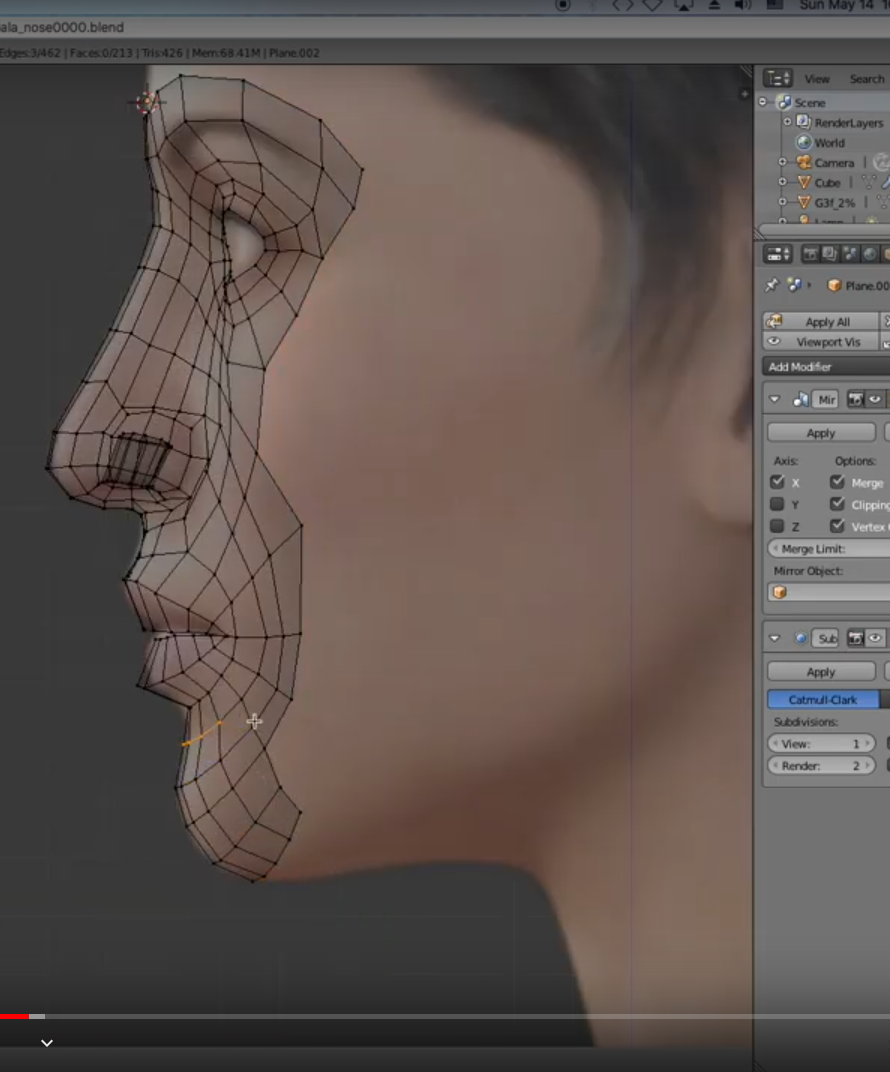 Sun May 14
ala_nose0000.blend
Edges:3/462 | Faces:0/213 | Tris:426 | Mem:68.41M | Plane.002
View Search
Scene
RenderLayers
World
Camera
Cube
G3f_2%
Plane.00
Apply All
Viewport Vis
Add Modifier
Mir
Apply
Axis: Options:
X Merge
Y Clipping
Z Vertex
Merge Limit:
Mirror Object:
Sub
Apply
Catmull-Clark
Subdivisions:
View: 1
Render: 2